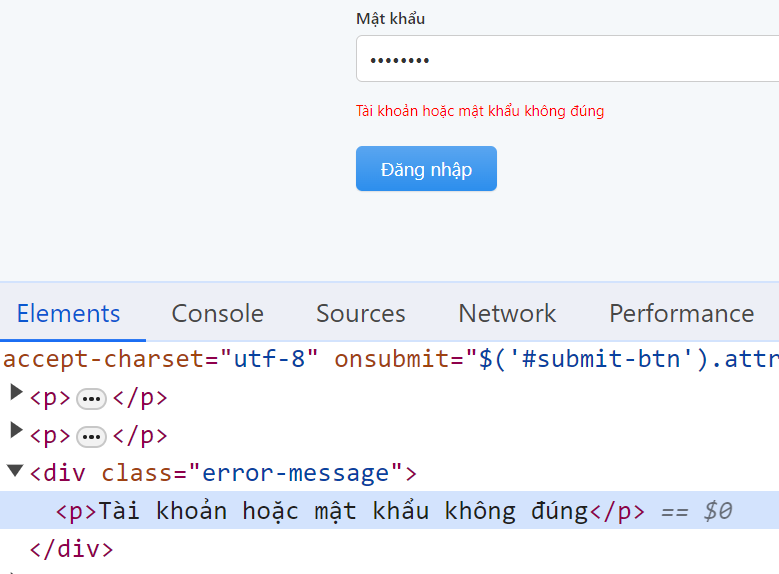 Mật khẩu
••••••••
Tài khoản hoặc mật khẩu không đúng
Đăng nhập
Elements Console Sources Network Performance
accept-charset="utf-8" onsubmit="$('#submit-btn').attr
<p>…</p>
<p>…</p>
<div class="error-message">
<p>Tài khoản hoặc mật khẩu không đúng</p> == $0
</div>